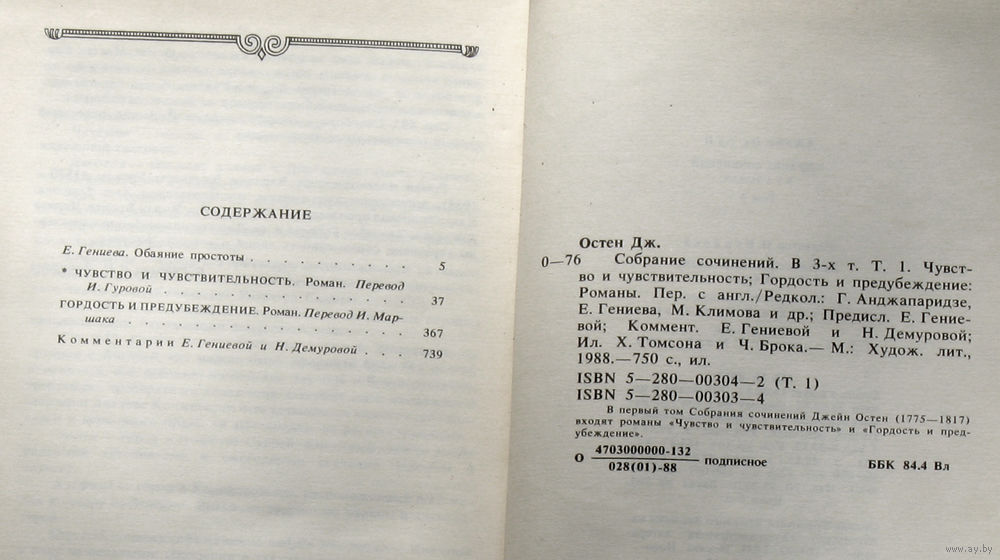 СОДЕРЖАНИЕ
Е. Гениева. Обаяние простоты . . . . . . . . . . 5
* ЧУВСТВО И ЧУВСТВИТЕЛЬНОСТЬ. Роман. Перевод
И. Гуровой . . . . . . . . . . . . . . . 37
ГОРДОСТЬ И ПРЕДУБЕЖДЕНИЕ. Роман. Перевод И. Мар-
шака . . . . . . . . . . . . . . . . . 367
Комментарии Е. Гениевой и Н. Демуровой . . . 739
Остен Дж.
О—76 Собрание сочинений. В 3-х т. Т. 1. Чувст-
во и чувствительность; Гордость и предубеждение:
Романы. Пер. с англ./Редкол.: Г. Анджапаридзе,
Е. Гениева, М. Климова и др.; Предисл. Е. Гение-
вой; Коммент. Е. Гениевой и Н. Демуровой;
Ил. Х. Томсона и Ч. Брока.— М.: Худож. лит.,
1988.—750 с., ил.
ISBN 5—280—00304—2 (Т. 1)
ISBN 5—280—00303—4
В первый том Собрания сочинений Джейн Остен (1775—1817)
входят романы «Чувство и чувствительность» и «Гордость и пред-
убеждение».
О 4703000000-132
028(01)-88 подписное ББК 84.4 Вл
www.ay.by